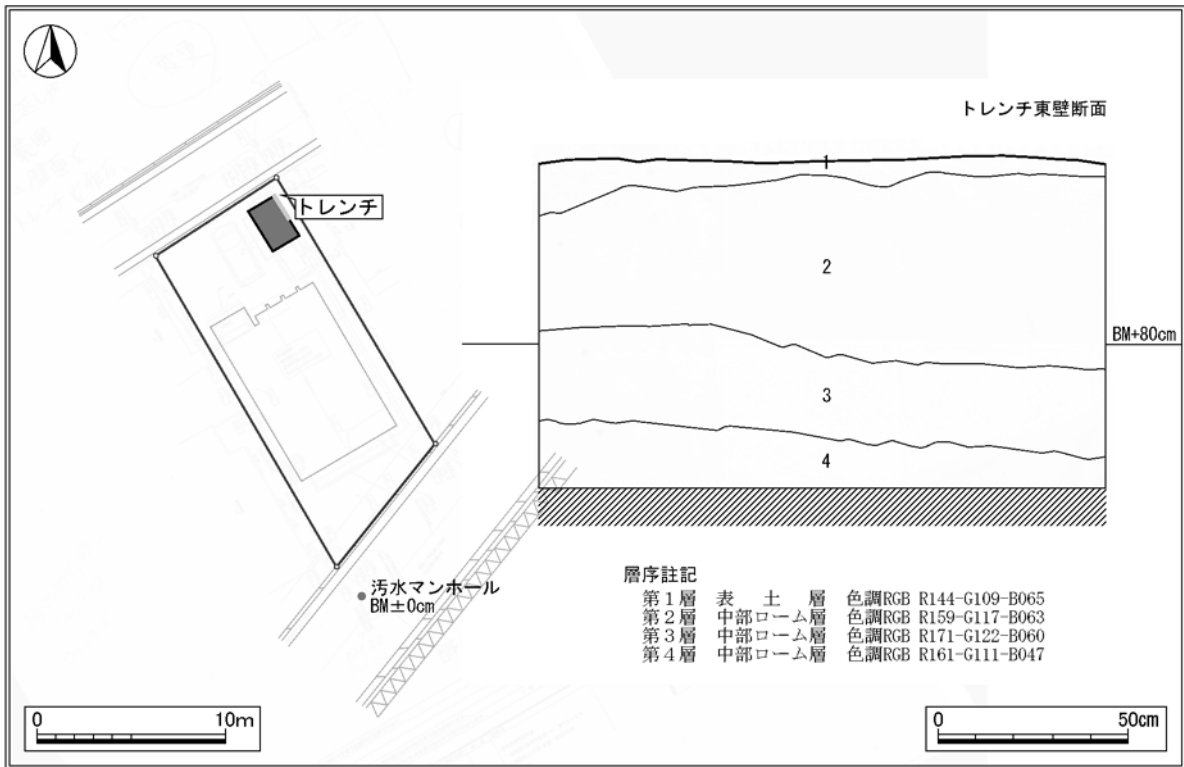 トレンチ東壁断面
トレンチ
1
2
BM+80cm
3
4
汚水マンホール
BM±0cm
層序註記
第1層 表 土 層 色調RGB R144-G109-B065
第2層 中部ローム層 色調RGB R159-G117-B063
第3層 中部ローム層 色調RGB R171-G122-B060
第4層 中部ローム層 色調RGB R161-G111-B047
0 10m
0 50cm